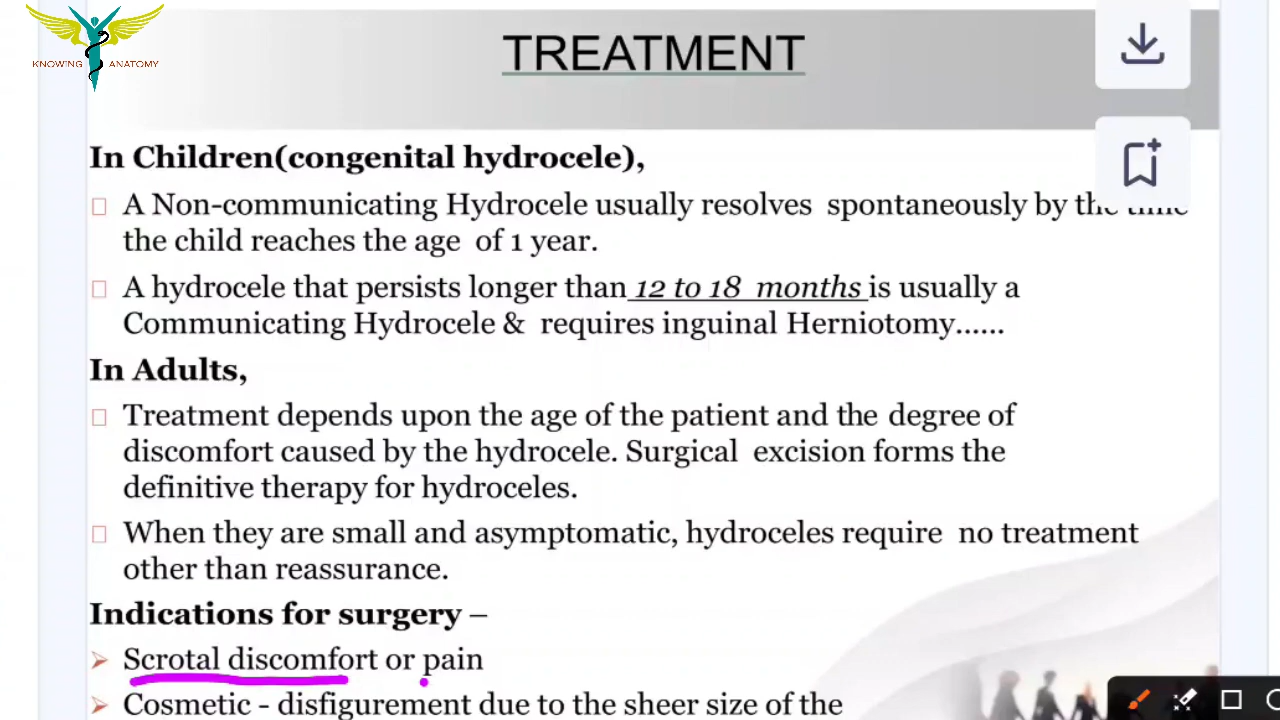 KNOWING ANATOMY
TREATMENT
In Children(congenital hydrocele),
A Non-communicating Hydrocele usually resolves spontaneously by the time
the child reaches the age of 1 year.
A hydrocele that persists longer than 12 to 18 months is usually a
Communicating Hydrocele & requires inguinal Herniotomy......
In Adults,
Treatment depends upon the age of the patient and the degree of
discomfort caused by the hydrocele. Surgical excision forms the
definitive therapy for hydroceles.
When they are small and asymptomatic, hydroceles require no treatment
other than reassurance.
Indications for surgery –
Scrotal discomfort or pain
Cosmetic - disfigurement due to the sheer size of the